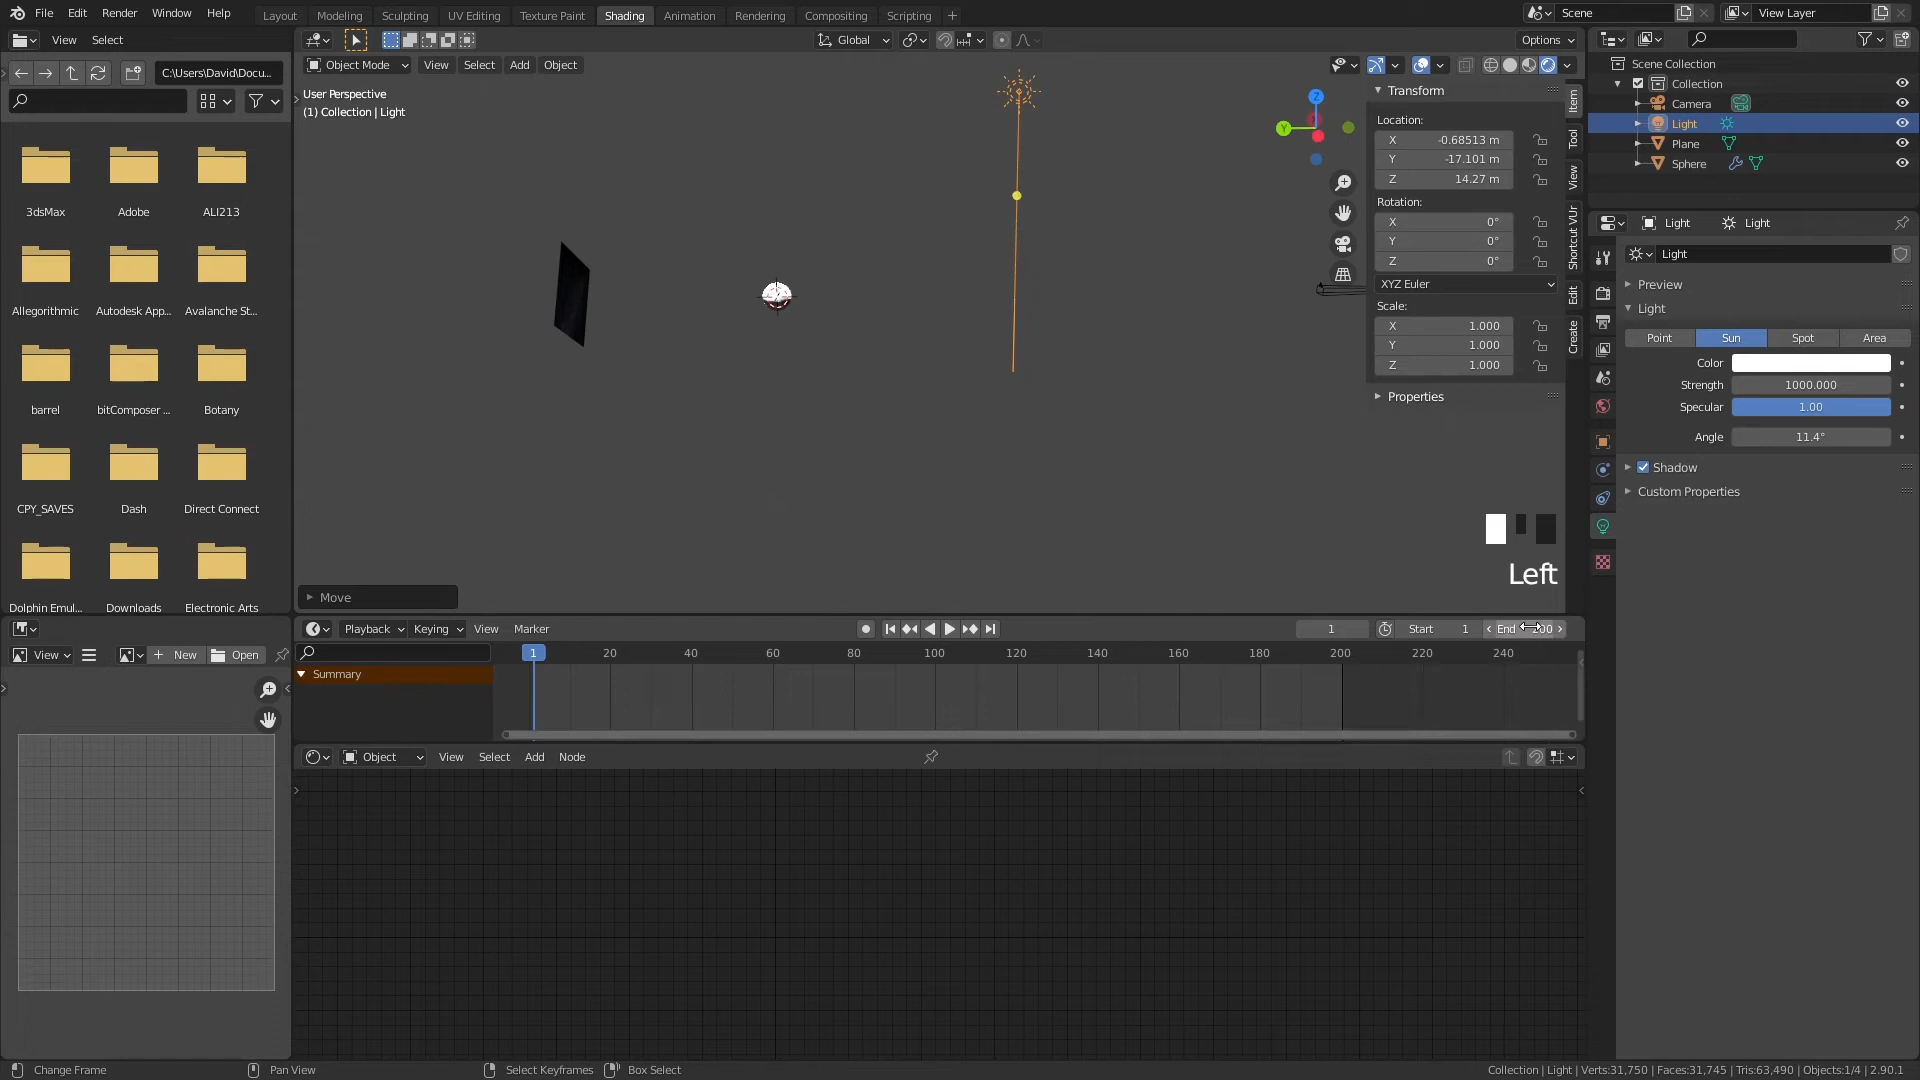 File Edit Render Window Help
Layout Modeling Sculpting UV Editing Texture Paint Shading Animation Rendering Compositing Scripting +
Scene View Layer
View Select
Global Options
C:\Users\David\Docu...
Object Mode View Select Add Object
User Perspective
(1) Collection | Light
3dsMax Adobe ALI213
Allegorithmic Autodesk App... Avalanche St...
barrel bitComposer ... Botany
CPY_SAVES Dash Direct Connect
Dolphin Emul... Downloads Electronic Arts
Z
Y
Transform
Location:
X -0.68513 m
Y -17.101 m
Z 14.27 m
Rotation:
X 0°
Y 0°
Z 0°
XYZ Euler
Scale:
X 1.000
Y 1.000
Z 1.000
Properties
Item
Tool
View
Shortcut VUr
Edit
Create
Left
Move
Scene Collection
Collection
Camera
Light
Plane
Sphere
Light Light
Light
Preview
Light
Point Sun Spot Area
Color
Strength 1000.000
Specular 1.00
Angle 11.4°
Shadow
Custom Properties
Playback Keying View Marker 1 Start 1 End
Summary
1 20 40 60 80 100 120 140 160 180 200 220 240
View New Open
Object View Select Add Node
Change Frame Pan View Select Keyframes Box Select
Collection | Light | Verts:31,750 | Faces:31,745 | Tris:63,490 | Objects:1/4 | 2.90.1